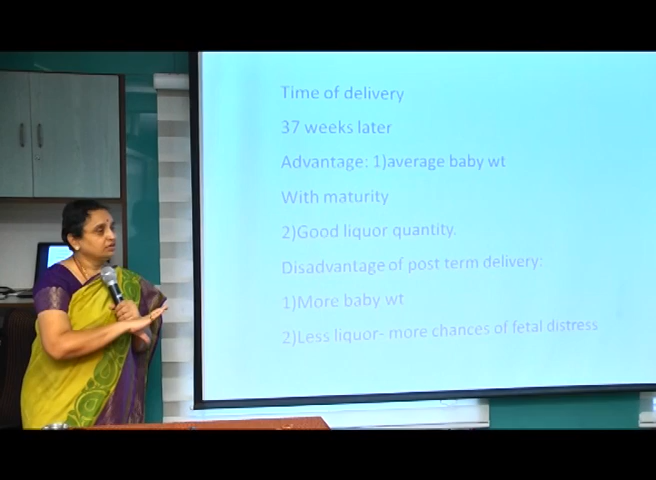 Time of delivery
37 weeks later
Advantage: 1)average baby wt
With maturity
2)Good liquor quantity.
Disadvantage of post term delivery:
1)More baby wt
2)Less liquor- more chances of fetal distress